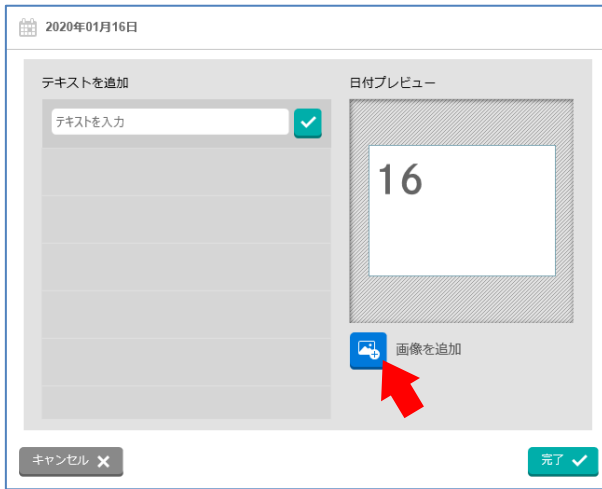 2020年01月16日
テキストを追加
テキストを入力
日付プレビュー
16
画像を追加
キャンセル
完了